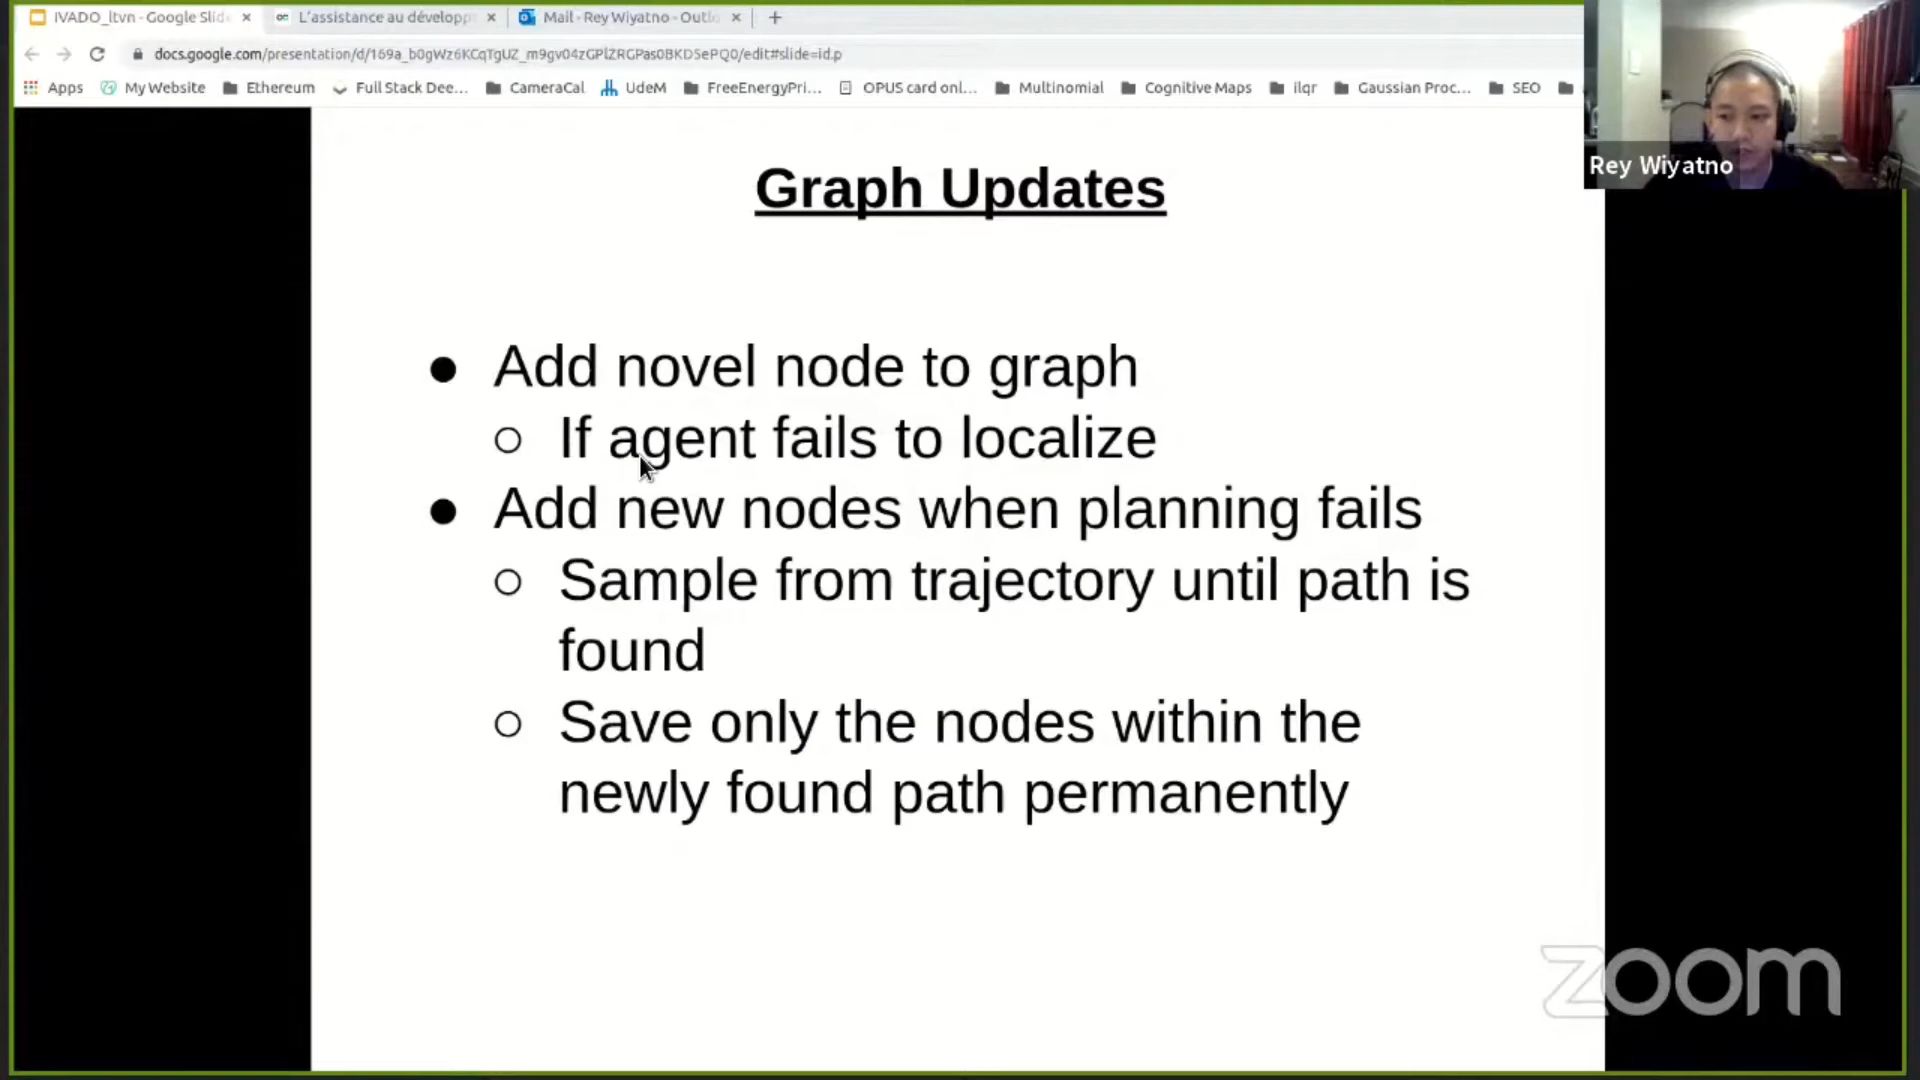 IVADO_ltvn - Google Slid
L'assistance au développ
Mail - Rey Wiyatno - Outlo
docs.google.com/presentation/d/169a_b0gWz6KCqTgUZ_m9gv04zGPlZRGPas0BKD5ePQ0/edit#slide=id.p
Apps My Website Ethereum Full Stack Dee... CameraCal UdeM FreeEnergyPri... OPUS card onl... Multinomial Cognitive Maps ilqr Gaussian Proc... SEO
Rey Wiyatno
Graph Updates
● Add novel node to graph
○ If agent fails to localize
● Add new nodes when planning fails
○ Sample from trajectory until path is
found
○ Save only the nodes within the
newly found path permanently
zoom